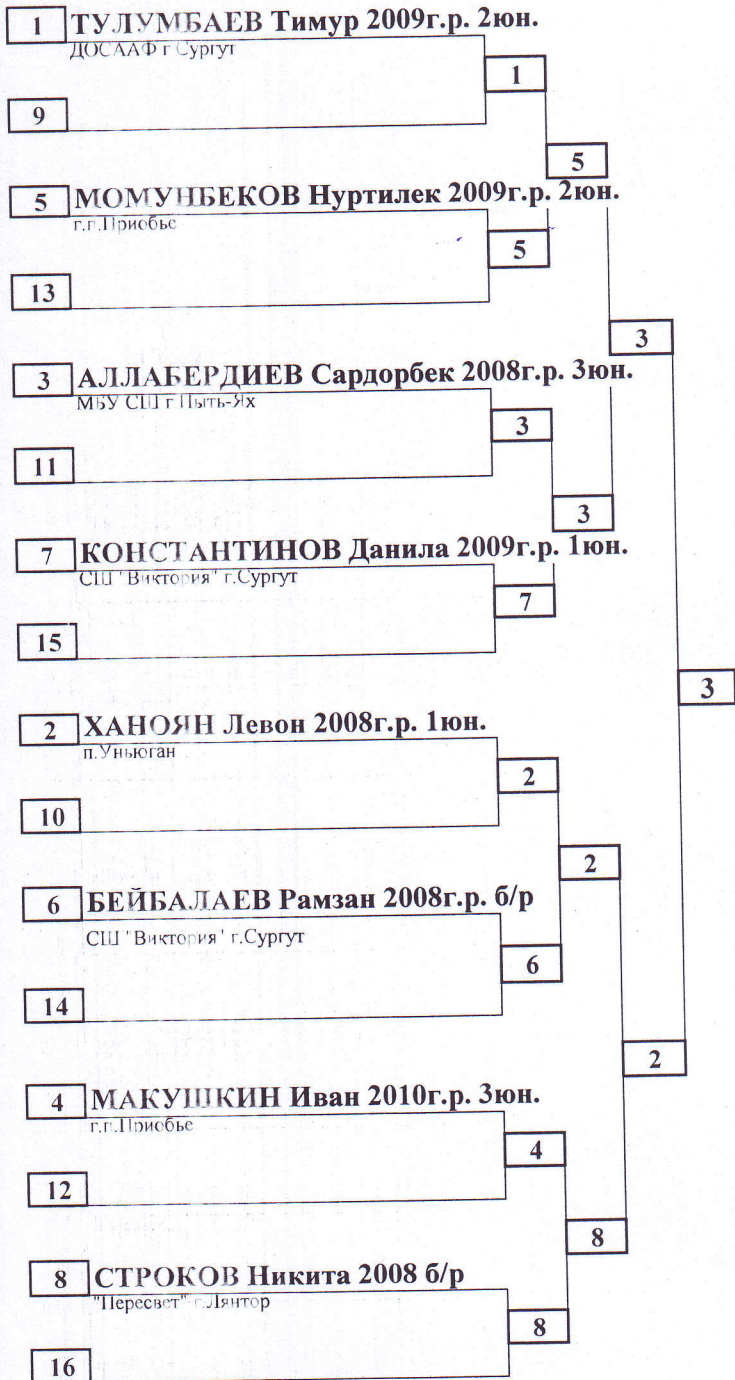 1 ТУЛУМБАЕВ Тимур 2009г.р. 2юн.
ДОСААФ г Сургут
1
9
5
5 МОМУНБЕКОВ Нуртилек 2009г.р. 2юн.
г.п.Приобье
5
13
3
3 АЛЛАБЕРДИЕВ Сардорбек 2008г.р. 3юн.
МБУ СШ г Пыть-Ях
3
11
3
7 КОНСТАНТИНОВ Данила 2009г.р. 1юн.
СШ "Виктория" г.Сургут
7
15
3
2 ХАНОЯН Левон 2008г.р. 1юн.
п.Уньюган
2
10
2
6 БЕЙБАЛАЕВ Рамзан 2008г.р. б/р
СШ "Виктория" г.Сургут
6
14
2
4 МАКУШКИН Иван 2010г.р. 3юн.
г.п.Приобье
4
12
8
8 СТРОКОВ Никита 2008 б/р
"Пересвет" г.Лянтор
8
16